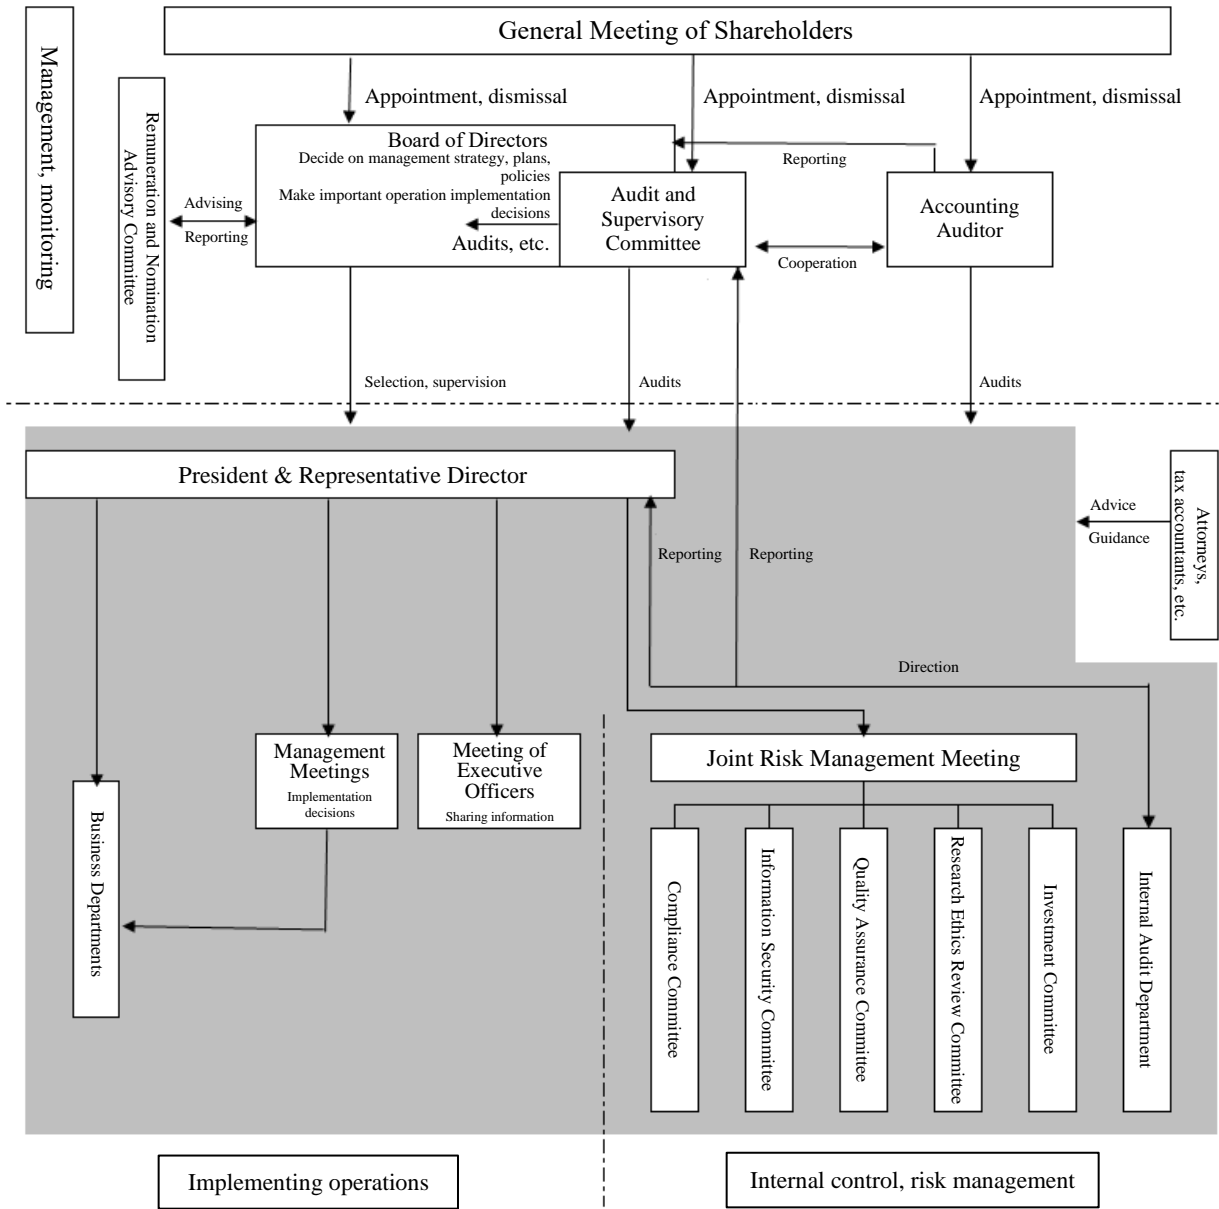 General Meeting of Shareholders
Management, monitoring
Remuneration and Nomination
Advisory Committee
Appointment, dismissal
Appointment, dismissal
Appointment, dismissal
Board of Directors
Decide on management strategy, plans,
policies
Make important operation implementation
decisions
Audits, etc.
Audit and
Supervisory
Committee
Reporting
Accounting
Auditor
Advising
Reporting
Cooperation
Selection, supervision
Audits
Audits
President & Representative Director
Attorneys,
tax accountants, etc.
Advice
Guidance
Reporting
Reporting
Direction
Management
Meetings
Implementation
decisions
Meeting of
Executive
Officers
Sharing information
Joint Risk Management Meeting
Business Departments
Compliance Committee
Information Security Committee
Quality Assurance Committee
Research Ethics Review Committee
Investment Committee
Internal Audit Department
Implementing operations
Internal control, risk management